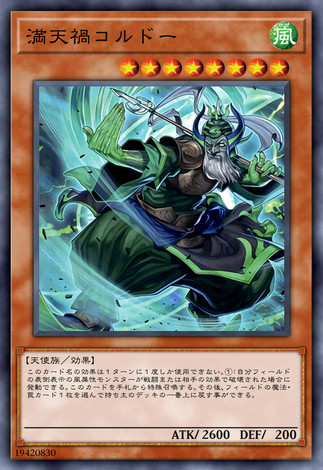 満天禍コルドー
風
【天使族／効果】
このカード名の効果は１ターンに１度しか使用できない。①：自分フィールド
の表側表示の風属性モンスターが戦闘または相手の効果で破壊された場合に
発動できる。このカードを手札から特殊召喚する。その後、フィールドの魔法・
罠カード１枚を選んで持ち主のデッキの一番上に戻す事ができる。
ATK/ 2600 DEF/ 200
19420830